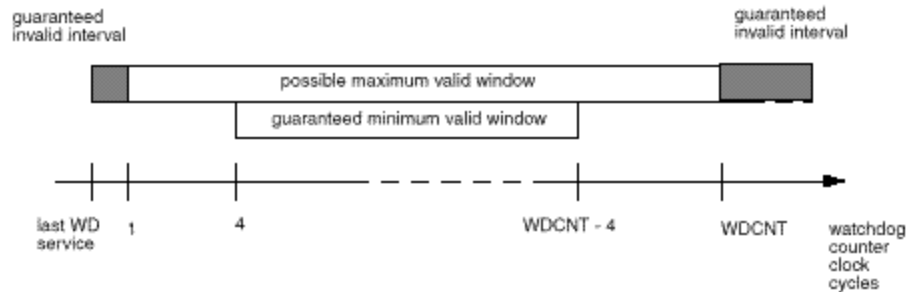 guaranteed
invalid interval
guaranteed
invalid interval
possible maximum valid window
guaranteed minimum valid window
last WD
service
1
4
WDCNT - 4
WDCNT
watchdog
counter
clock
cycles